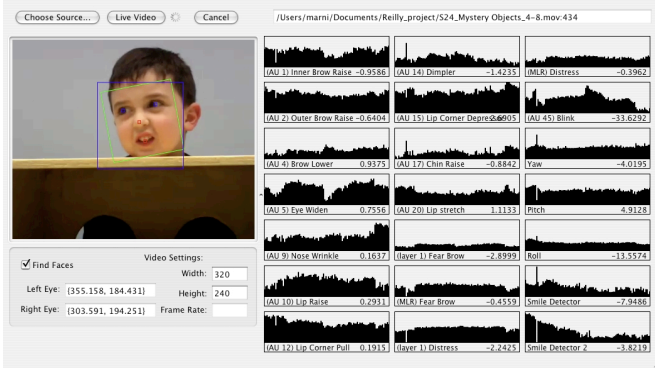 Choose Source... Live Video Cancel /Users/marni/Documents/Reilly_project/S24_Mystery Objects_4-8.mov:434
(AU 1) Inner Brow Raise -0.9586 (AU 14) Dimpler -1.4235 (MLR) Distress -0.3962
(AU 2) Outer Brow Raise -0.6404 (AU 15) Lip Corner Depresse 2.6905 (AU 45) Blink -33.6292
(AU 4) Brow Lower 0.9375 (AU 17) Chin Raise -0.8842 Yaw -4.0195
(AU 5) Eye Widen 0.7556 (AU 20) Lip stretch 1.1133 Pitch 4.9128
(AU 9) Nose Wrinkle 0.1637 (layer 1) Fear Brow -2.8999 Roll -13.5574
(AU 10) Lip Raise 0.2931 (MLR) Fear Brow -0.4559 Smile Detector -7.9486
(AU 12) Lip Corner Pull 0.1915 (layer 1) Distress -2.2425 Smile Detector 2 -3.8219
Find Faces Video Settings:
Width: 320
Left Eye: (355.158, 184.431) Height: 240
Right Eye: (303.591, 194.251) Frame Rate: